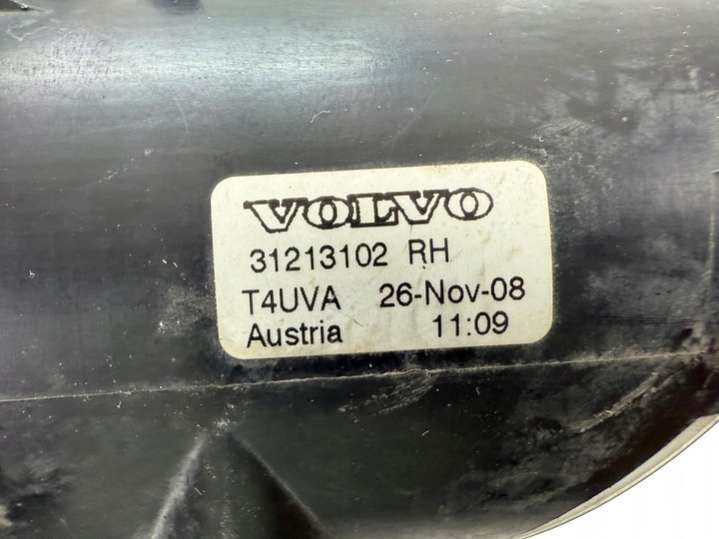 VOLVO
31213102 RH
T4UVA 26-Nov-08
Austria 11:09